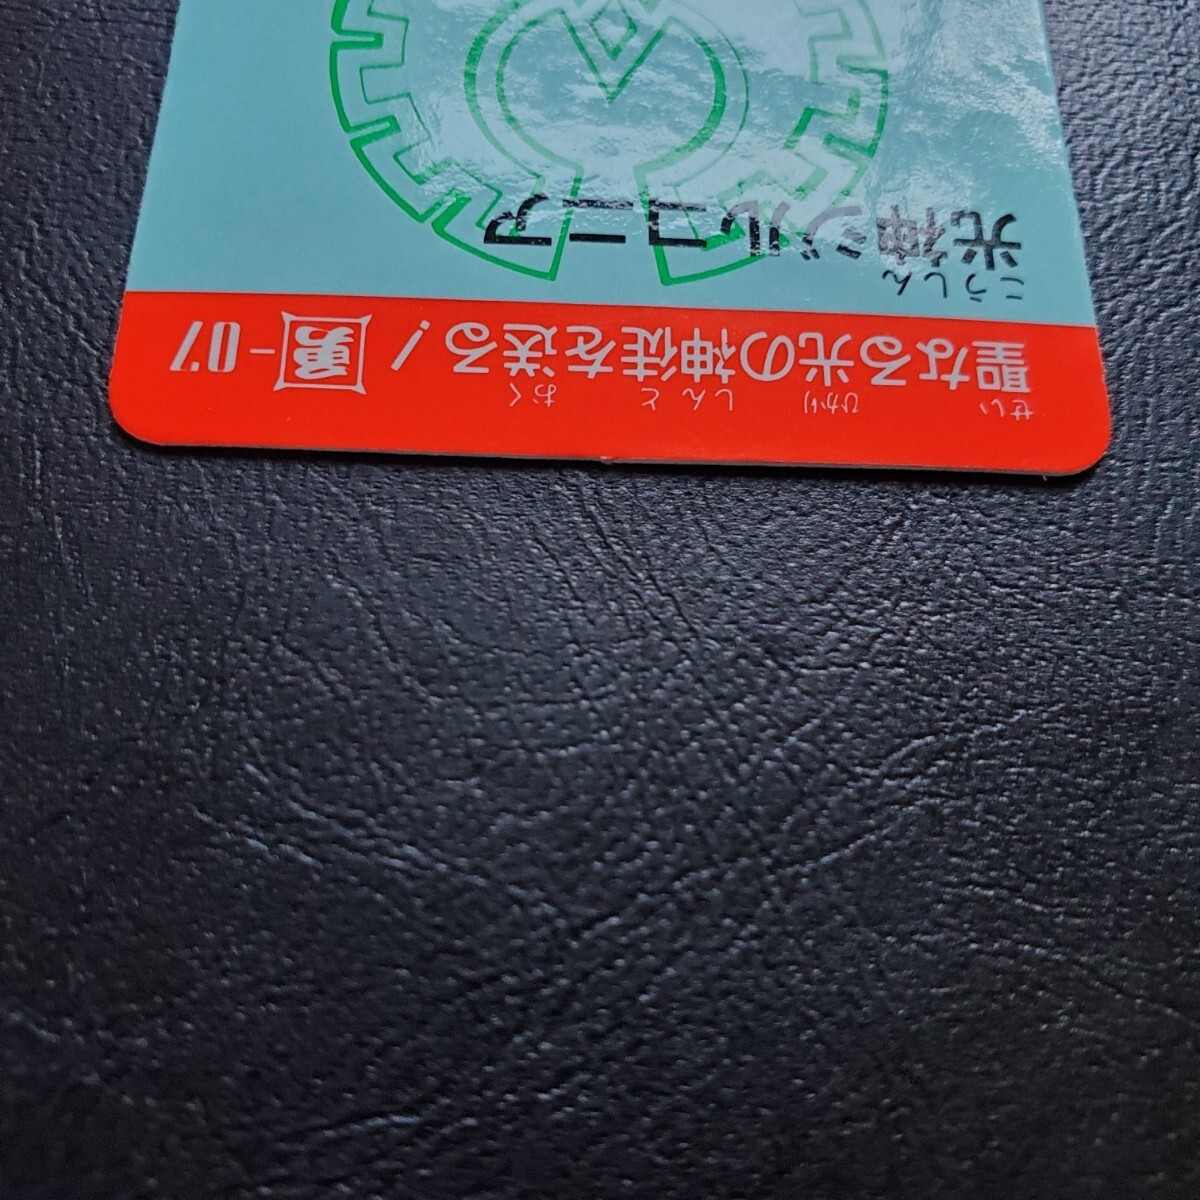 聖なる光の神徒を送る! 勇-07
せい ひかり しんと おく
光神ジルコニア
こうしん